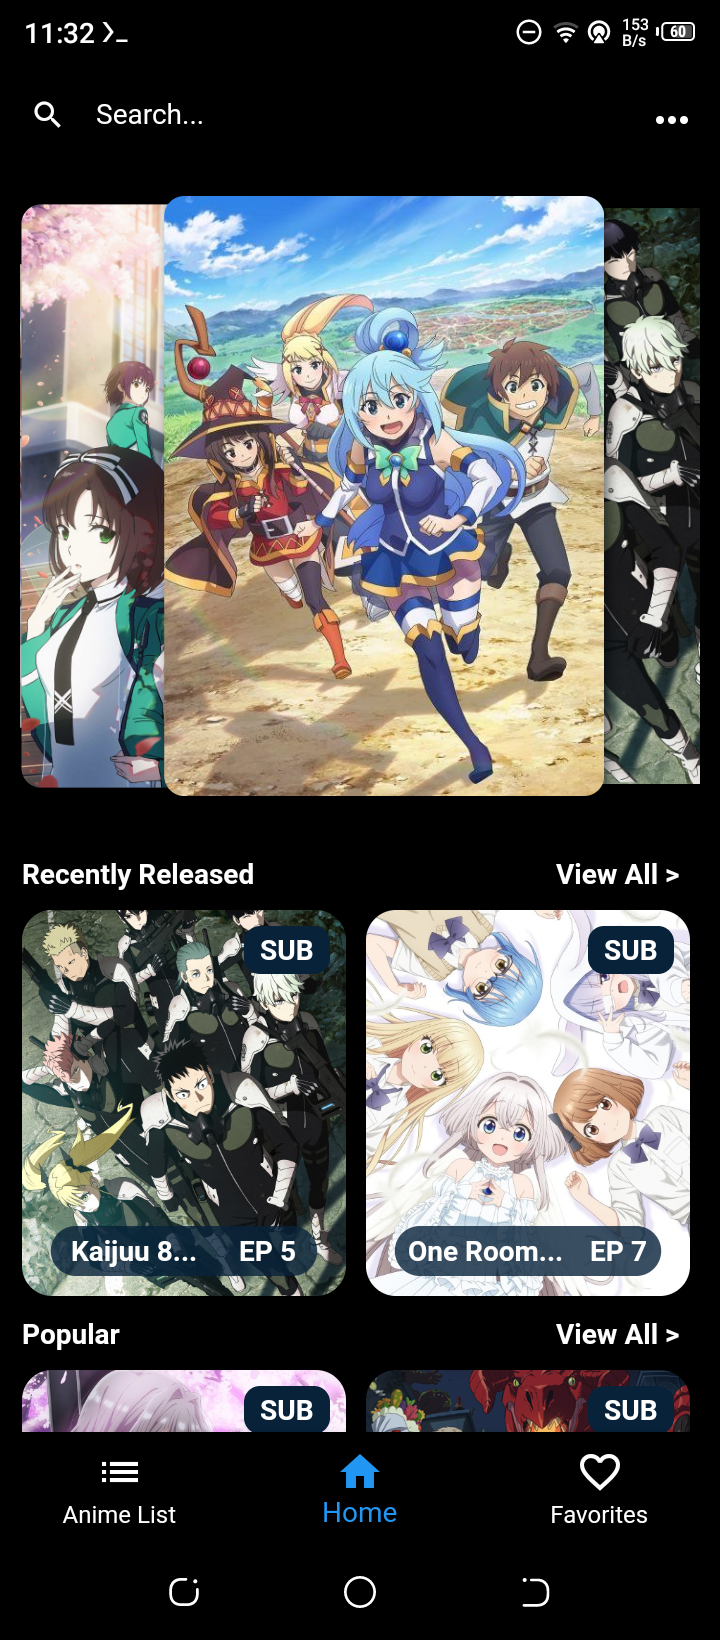 11:32
153
B/s
60
Search...
Recently Released
View All >
SUB
SUB
Kaijuu 8...
EP 5
One Room...
EP 7
Popular
View All >
SUB
SUB
Anime List
Home
Favorites